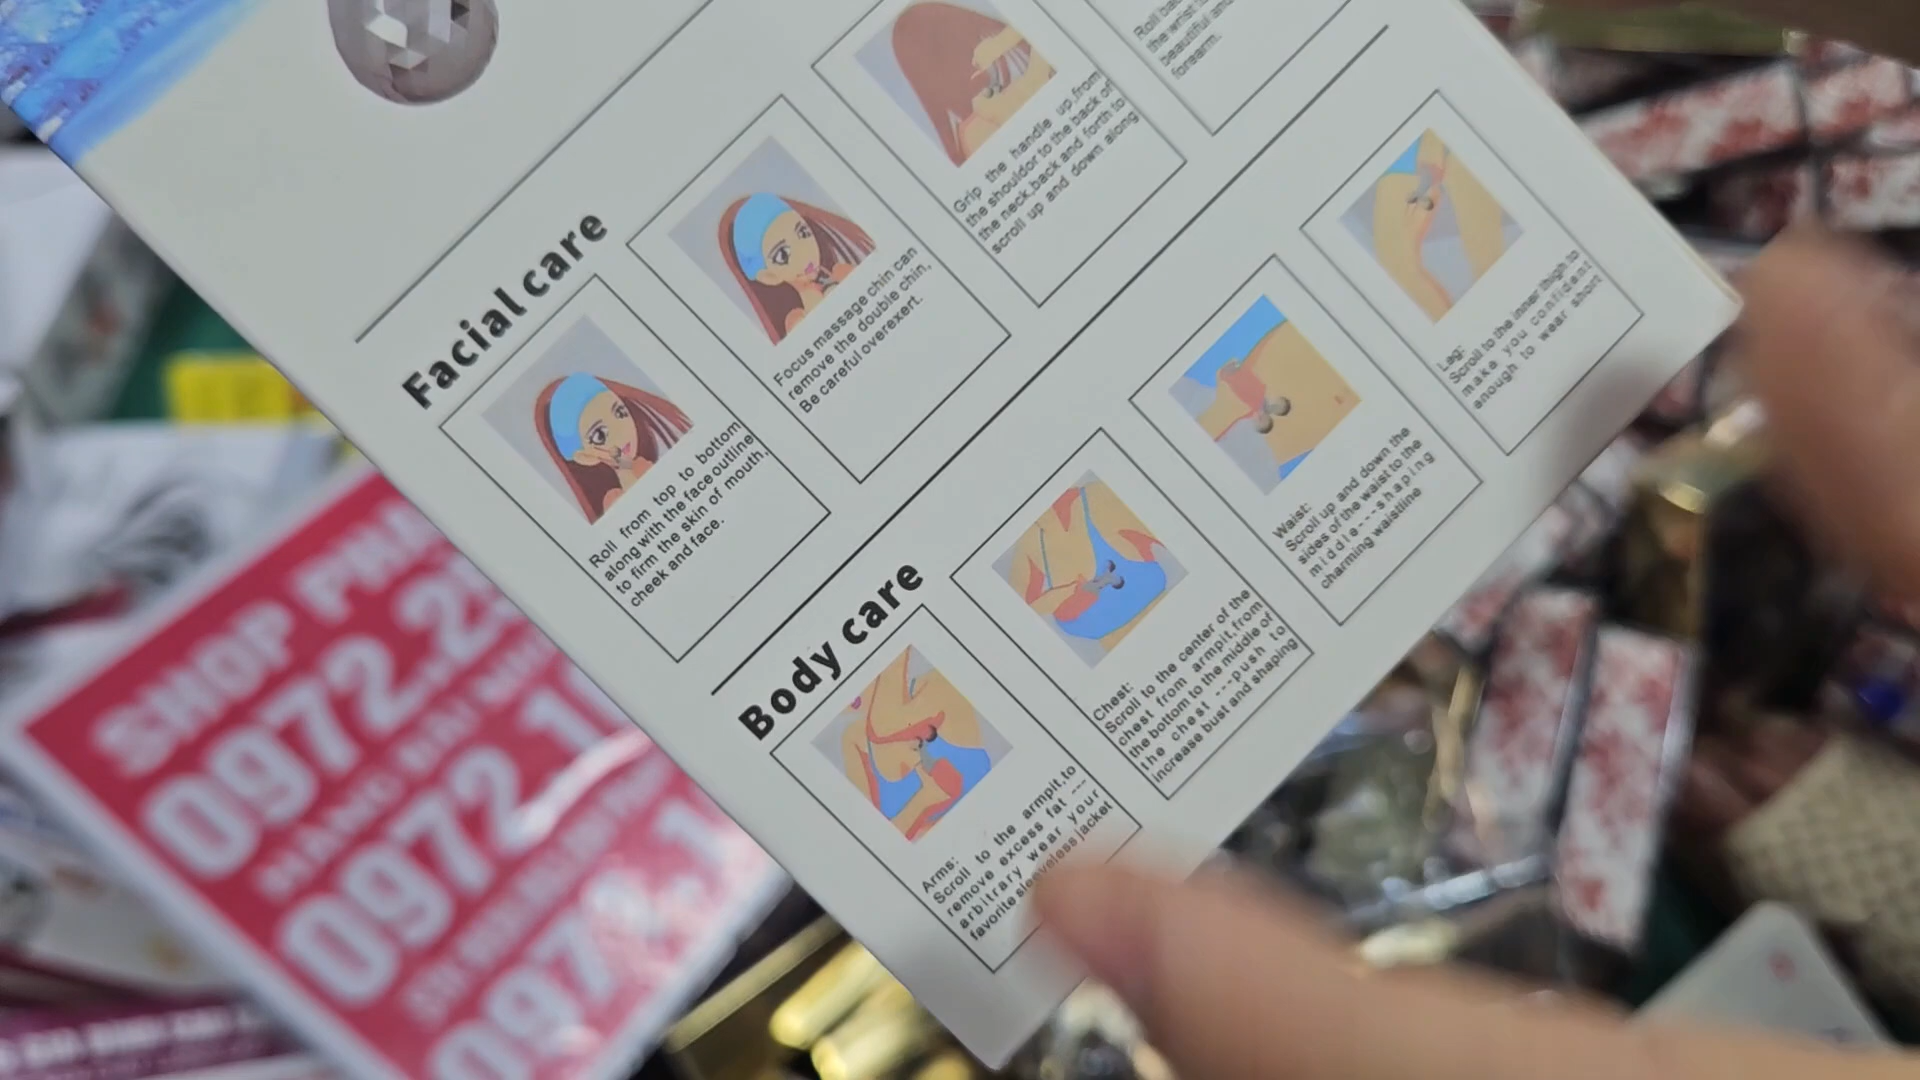 Facial care
Roll from top to bottom
along with the face outline
to firm the skin of mouth,
cheek and face.
Focus massage chin can
remove the double chin,
Be careful overexert.
Grip the handle up,from
the shouldor to the back of
the neck,back and forth to
scroll up and down along
the wrist
beautiful and
forearm.
Body care
Arms:
Scroll to the armpit,to
remove excess fat ---
arbitrary wear your
favorite sleeveless jacket
Chest:
Scroll to the center of the
chest from armpit,from
the bottom to the middle of
the chest ---push to
increase bust and shaping
Waist:
Scroll up and down the
sides of the waist to the
middle----shaping
charming waistline
Leg:
Scroll to the inner thigh to
make you confident
enough to wear short
SHOP
0972.
0972
0972.